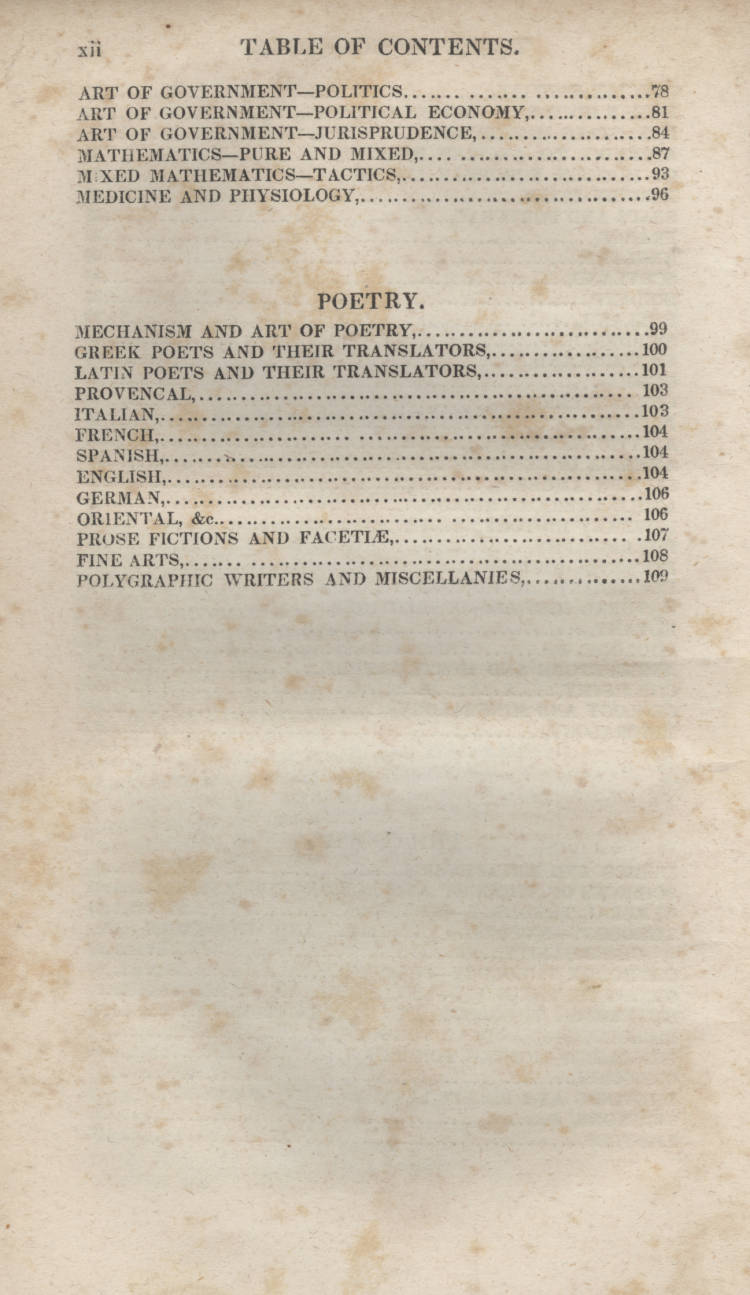 xii TABLE OF CONTENTS.
ART OF GOVERNMENT—POLITICS....... ....... ..............78
ART OF GOVERNMENT—POLITICAL ECONOMY,...............81
ART OF GOVERNMENT—JURISPRUDENCE,.....................84
MATHEMATICS—PURE AND MIXED,.... .......................87
M XED MATHEMATICS—TACTICS,..............................93
MEDICINE AND PHYSIOLOGY,...................................96
POETRY.
MECHANISM AND ART OF POETRY,............................99
GREEK POETS AND THEIR TRANSLATORS,..................100
LATIN POETS AND THEIR TRANSLATORS,...................101
PROVENCAL,.................................................... 103
ITALIAN,..........................................................103
FRENCH,....................... ..................................104
SPANISH,.........................................................104
ENGLISH,.........................................................104
GERMAN,.........................................................106
ORIENTAL, &c............................ ...................... 106
PROSE FICTIONS AND FACETIÆ,............................ .107
FINE ARTS,....... ...............................................108
POLYGRAPHIC WRITERS AND MISCELLANIES,..............109